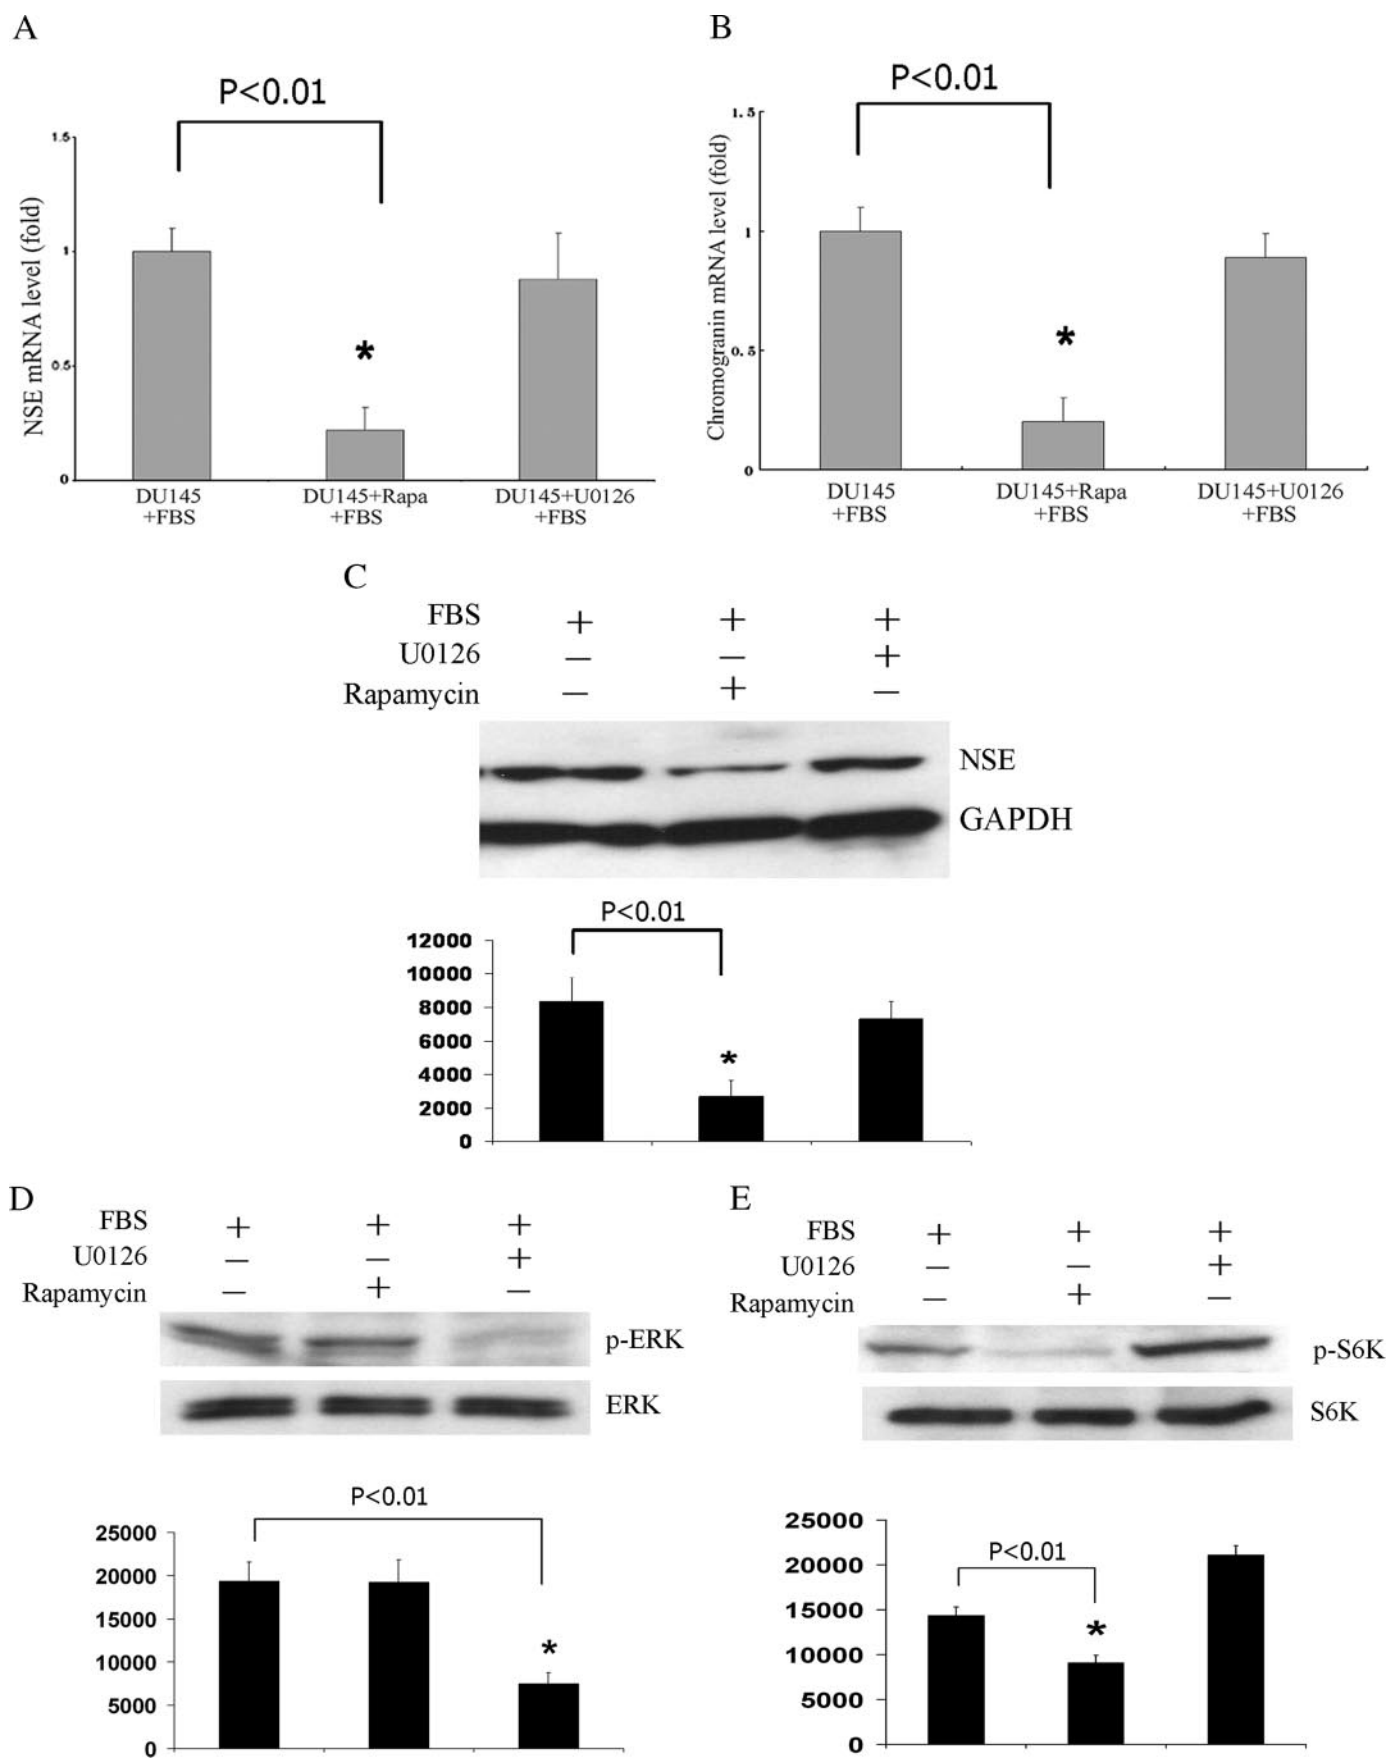 A
P<0.01
NSE mRNA level (fold)
1.5
1
0.5
0
*
DU145
+FBS
DU145+Rapa
+FBS
DU145+U0126
+FBS
B
P<0.01
Chromogranin mRNA level (fold)
1.5
1
0.5
0
*
DU145
+FBS
DU145+Rapa
+FBS
DU145+U0126
+FBS
C
FBS + + +
U0126 – – +
Rapamycin – + –
NSE
GAPDH
P<0.01
12000
10000
8000
6000
4000
2000
0
*
D
FBS + + +
U0126 – – +
Rapamycin – + –
p-ERK
ERK
P<0.01
25000
20000
15000
10000
5000
0
*
E
FBS + + +
U0126 – – +
Rapamycin – + –
p-S6K
S6K
25000
20000
15000
10000
5000
0
P<0.01
*